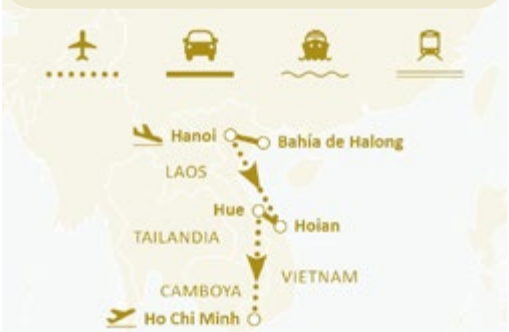 Hanoi
Bahía de Halong
LAOS
Hue
Hoian
TAILANDIA
VIETNAM
CAMBOYA
Ho Chi Minh